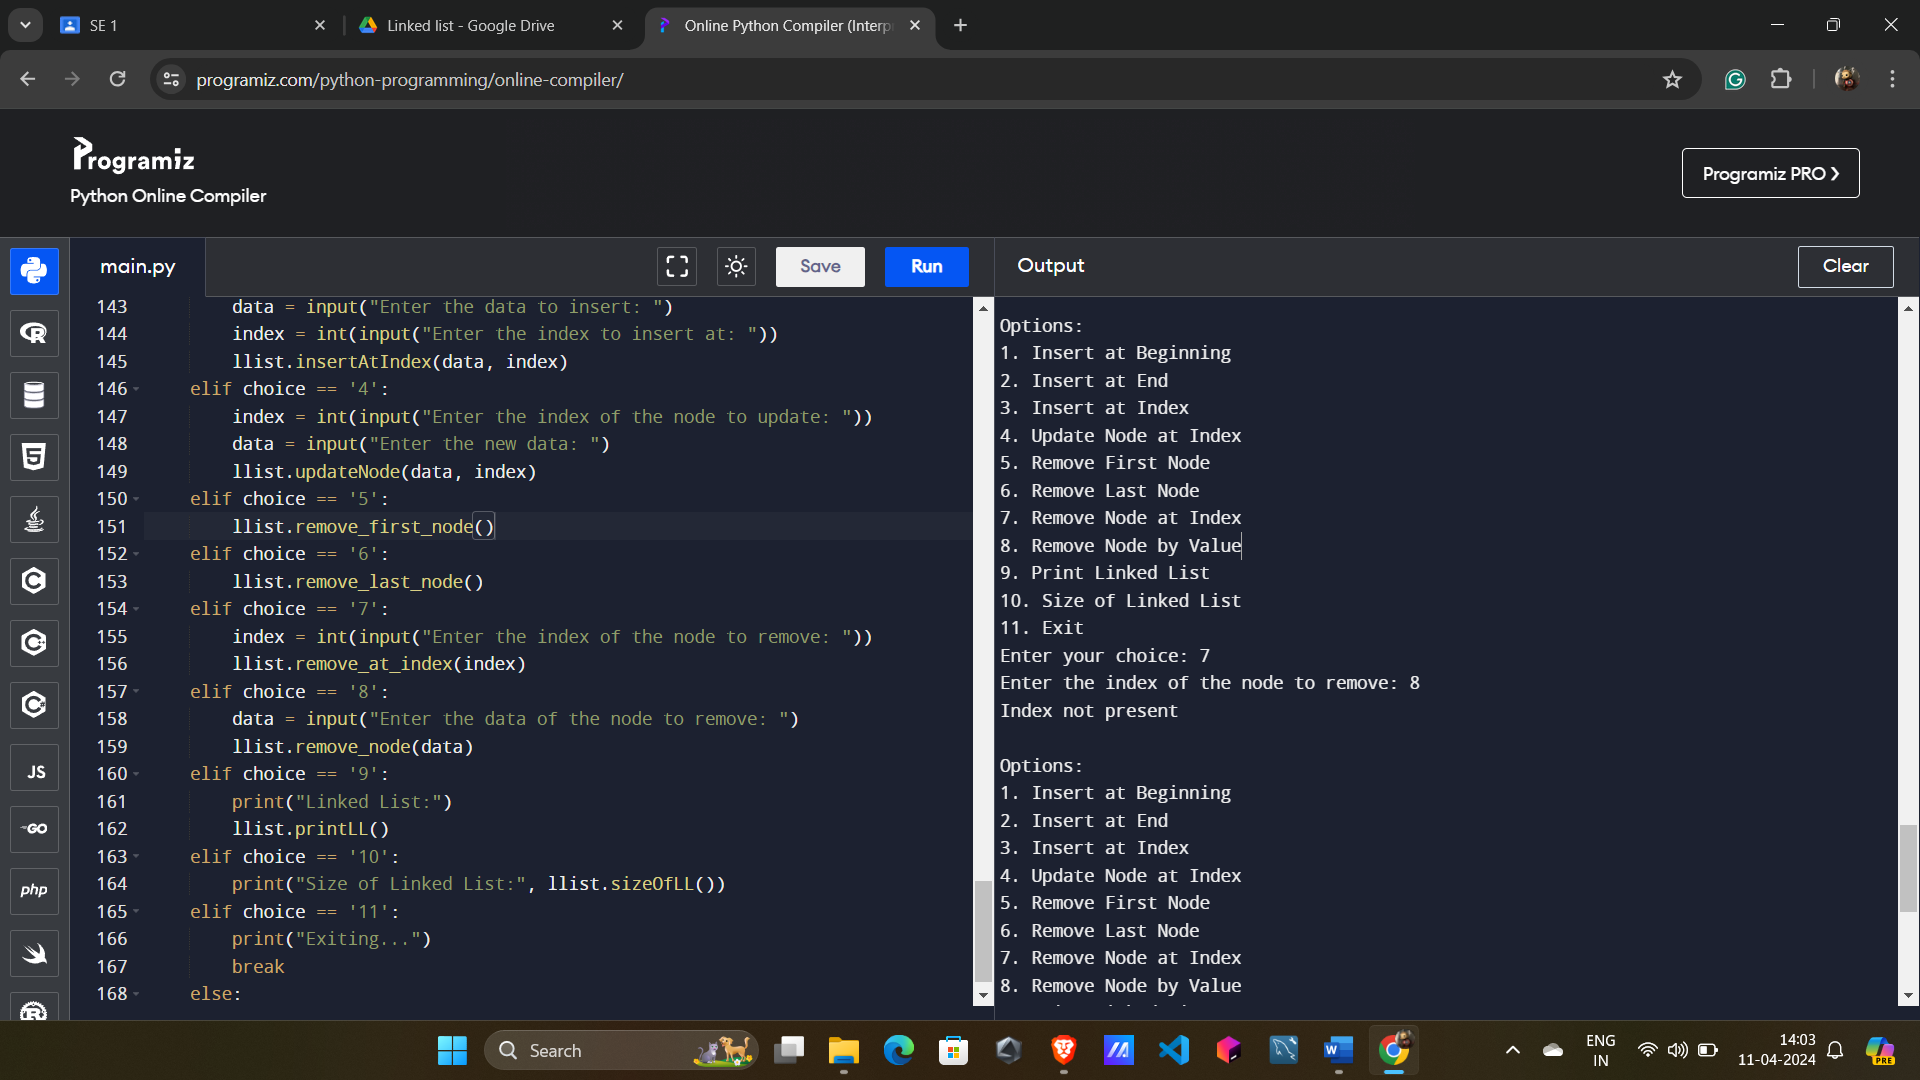 SE 1
Linked list - Google Drive
Online Python Compiler (Interp
programiz.com/python-programming/online-compiler/
Programiz
Python Online Compiler
Programiz PRO
main.py
Save
Run
Output
Clear
143 data = input("Enter the data to insert: ")
144 index = int(input("Enter the index to insert at: "))
145 llist.insertAtIndex(data, index)
146 elif choice == '4':
147 index = int(input("Enter the index of the node to update: "))
148 data = input("Enter the new data: ")
149 llist.updateNode(data, index)
150 elif choice == '5':
151 llist.remove_first_node()
152 elif choice == '6':
153 llist.remove_last_node()
154 elif choice == '7':
155 index = int(input("Enter the index of the node to remove: "))
156 llist.remove_at_index(index)
157 elif choice == '8':
158 data = input("Enter the data of the node to remove: ")
159 llist.remove_node(data)
160 elif choice == '9':
161 print("Linked List:")
162 llist.printLL()
163 elif choice == '10':
164 print("Size of Linked List:", llist.sizeOfLL())
165 elif choice == '11':
166 print("Exiting...")
167 break
168 else:
Options:
1. Insert at Beginning
2. Insert at End
3. Insert at Index
4. Update Node at Index
5. Remove First Node
6. Remove Last Node
7. Remove Node at Index
8. Remove Node by Value
9. Print Linked List
10. Size of Linked List
11. Exit
Enter your choice: 7
Enter the index of the node to remove: 8
Index not present
Options:
1. Insert at Beginning
2. Insert at End
3. Insert at Index
4. Update Node at Index
5. Remove First Node
6. Remove Last Node
7. Remove Node at Index
8. Remove Node by Value
JS
GO
php
Search
ENG
IN
14:03
11-04-2024
PRE